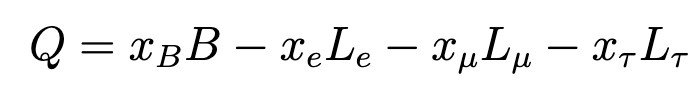 Q = x_B B − x_e L_e − x_μ L_μ − x_τ L_τ